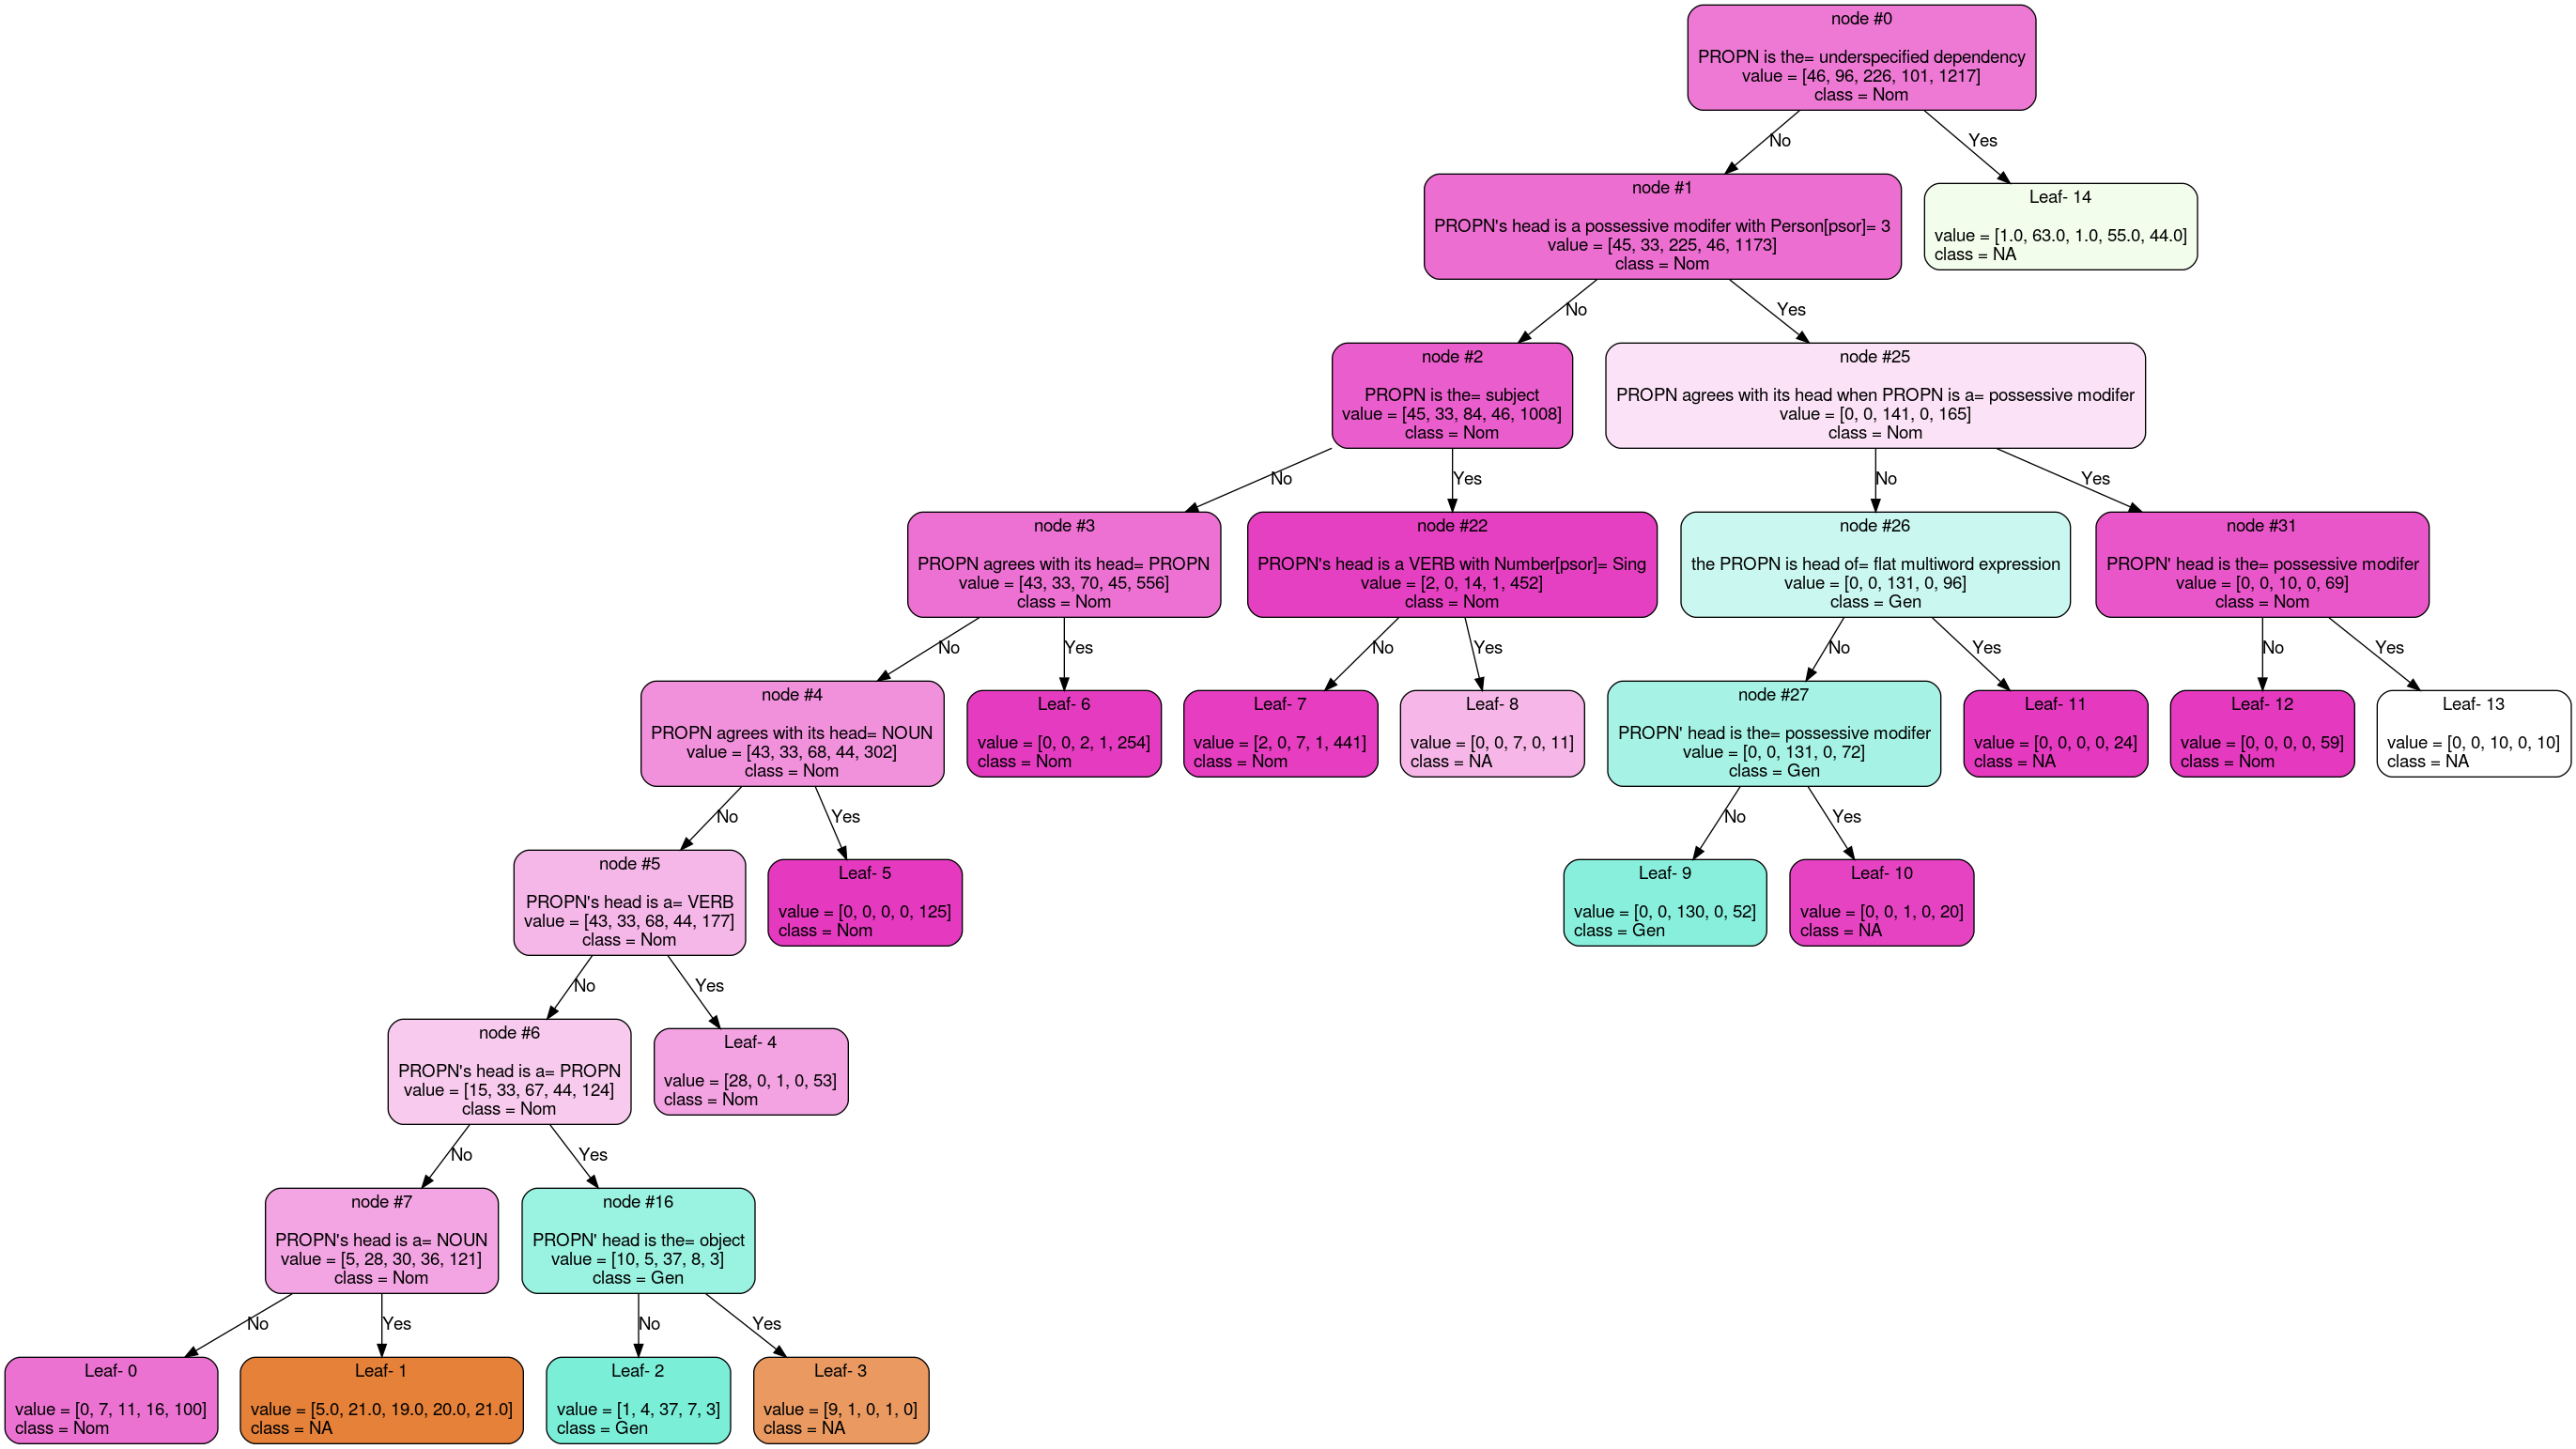 node #0
PROPN is the= underspecified dependency
value = [46, 96, 226, 101, 1217]
class = Nom
No
Yes
node #1
PROPN's head is a possessive modifer with Person[psor]= 3
value = [45, 33, 225, 46, 1173]
class = Nom
Leaf- 14
value = [1.0, 63.0, 1.0, 55.0, 44.0]
class = NA
No
Yes
node #2
PROPN is the= subject
value = [45, 33, 84, 46, 1008]
class = Nom
node #25
PROPN agrees with its head when PROPN is a= possessive modifer
value = [0, 0, 141, 0, 165]
class = Nom
No
Yes
No
Yes
node #3
PROPN agrees with its head= PROPN
value = [43, 33, 70, 45, 556]
class = Nom
node #22
PROPN's head is a VERB with Number[psor]= Sing
value = [2, 0, 14, 1, 452]
class = Nom
node #26
the PROPN is head of= flat multiword expression
value = [0, 0, 131, 0, 96]
class = Gen
node #31
PROPN' head is the= possessive modifer
value = [0, 0, 10, 0, 69]
class = Nom
No
Yes
No
Yes
No
Yes
No
Yes
node #4
PROPN agrees with its head= NOUN
value = [43, 33, 68, 44, 302]
class = Nom
Leaf- 6
value = [0, 0, 2, 1, 254]
class = Nom
Leaf- 7
value = [2, 0, 7, 1, 441]
class = Nom
Leaf- 8
value = [0, 0, 7, 0, 11]
class = NA
node #27
PROPN' head is the= possessive modifer
value = [0, 0, 131, 0, 72]
class = Gen
Leaf- 11
value = [0, 0, 0, 0, 24]
class = NA
Leaf- 12
value = [0, 0, 0, 0, 59]
class = Nom
Leaf- 13
value = [0, 0, 10, 0, 10]
class = NA
No
Yes
No
Yes
node #5
PROPN's head is a= VERB
value = [43, 33, 68, 44, 177]
class = Nom
Leaf- 5
value = [0, 0, 0, 0, 125]
class = Nom
Leaf- 9
value = [0, 0, 130, 0, 52]
class = Gen
Leaf- 10
value = [0, 0, 1, 0, 20]
class = NA
No
Yes
node #6
PROPN's head is a= PROPN
value = [15, 33, 67, 44, 124]
class = Nom
Leaf- 4
value = [28, 0, 1, 0, 53]
class = Nom
No
Yes
node #7
PROPN's head is a= NOUN
value = [5, 28, 30, 36, 121]
class = Nom
node #16
PROPN' head is the= object
value = [10, 5, 37, 8, 3]
class = Gen
No
Yes
No
Yes
Leaf- 0
value = [0, 7, 11, 16, 100]
class = Nom
Leaf- 1
value = [5.0, 21.0, 19.0, 20.0, 21.0]
class = NA
Leaf- 2
value = [1, 4, 37, 7, 3]
class = Gen
Leaf- 3
value = [9, 1, 0, 1, 0]
class = NA